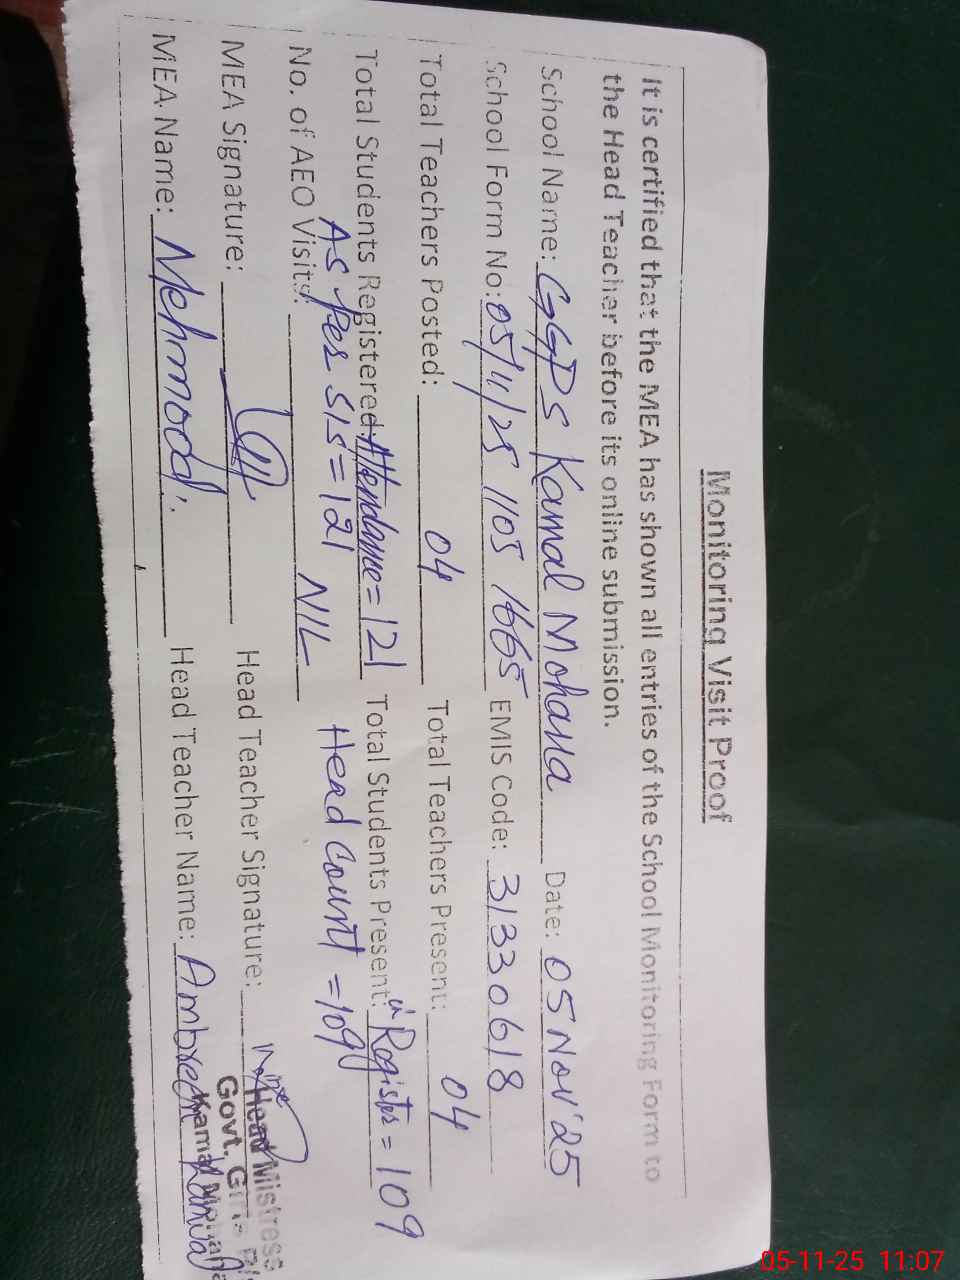 Monitoring Visit Proof
It is certified that the MEA has shown all entries of the School Monitoring Form to
the Head Teacher before its online submission.
School Name: GGPS Kamal Mohana Date: 05 Nov'25
School Form No: 05/11/25 1105 1665 EMIS Code: 31330618
Total Teachers Posted: 04 Total Teachers Present: 04
Total Students Registered: Attendance = 121 Total Students Present: in Register = 109
As per SIS = 121 Head count = 109
No. of AEO Visits: NIL
MEA Signature: Head Teacher Signature:
Head Mistress
Govt. Girls
MEA Name: Mehmood. Head Teacher Name: Ambreen
Kamal Mohana
05-11-25 11:07